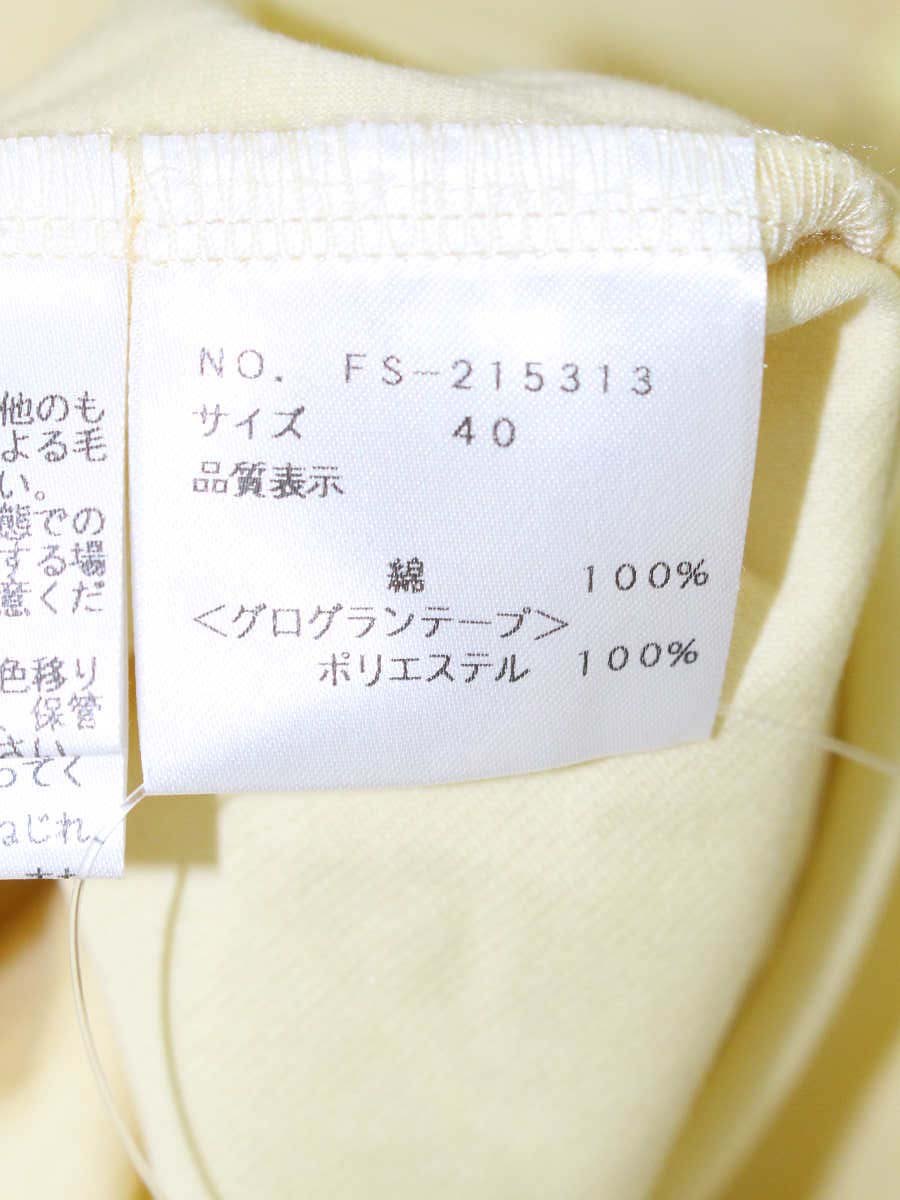 NO. FS-215313
サイズ 40
品質表示
綿 100%
<グログランテープ>
ポリエステル 100%
他のも
よる毛
い。
態での
する場
意くだ
色移り
、保管
さい
ってく
ねじれ、